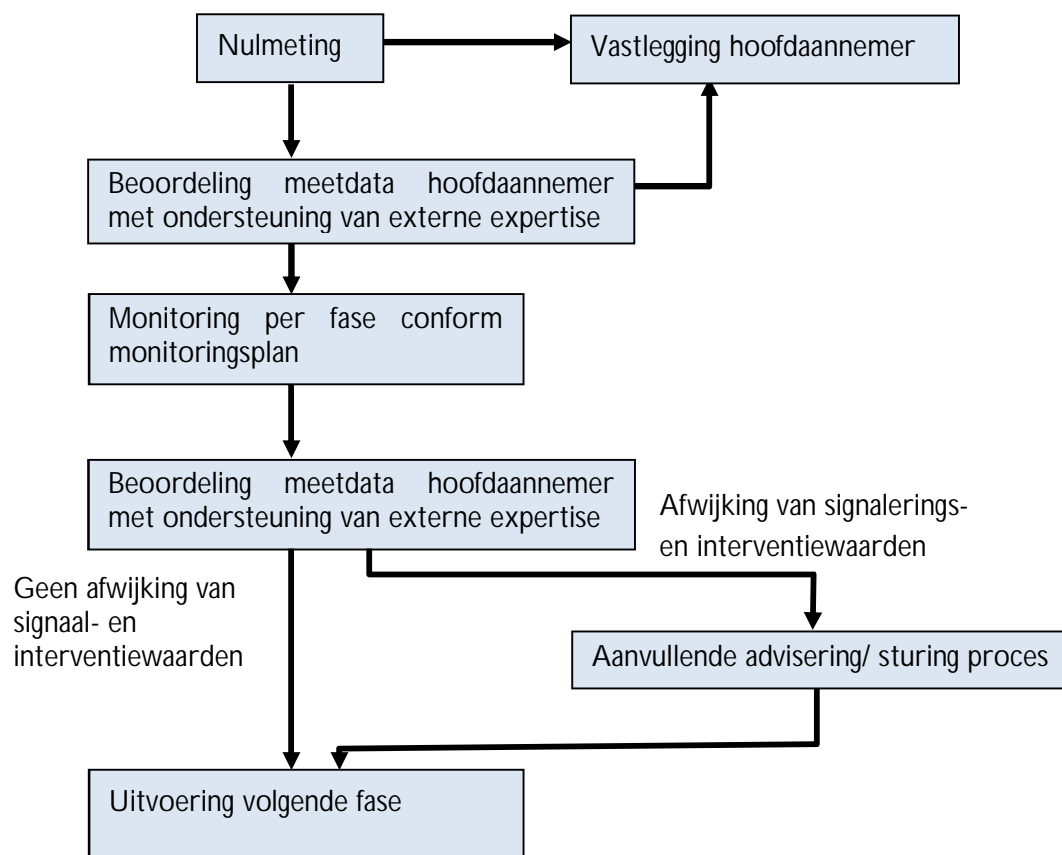 Nulmeting
Vastlegging hoofdaannemer
Beoordeling meetdata hoofdaannemer
met ondersteuning van externe expertise
Monitoring per fase conform
monitoringsplan
Beoordeling meetdata hoofdaannemer
met ondersteuning van externe expertise
Afwijking van signalerings-
en interventiewaarden
Geen afwijking van
signaal- en
interventiewaarden
Aanvullende advisering/ sturing proces
Uitvoering volgende fase